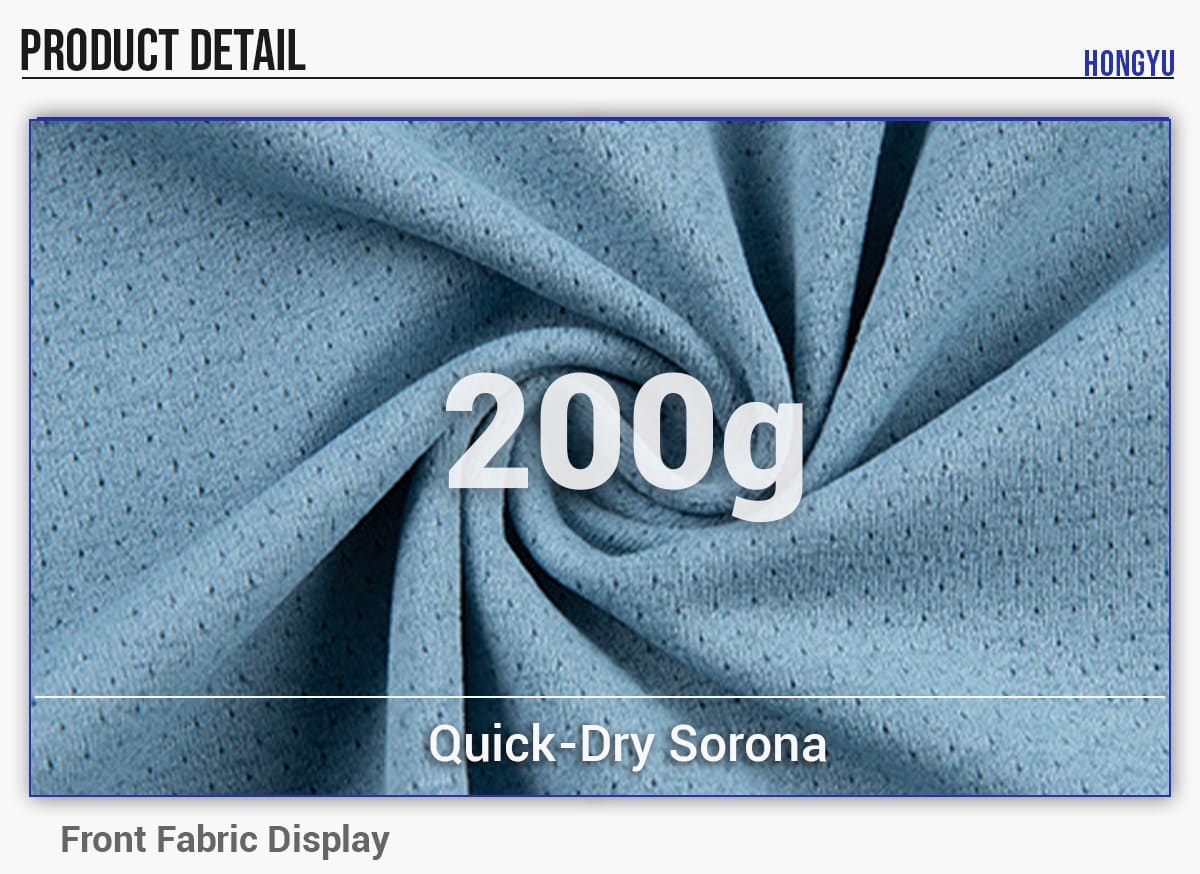 PRODUCT DETAIL
HONGYU
200g
Quick-Dry Sorona
Front Fabric Display